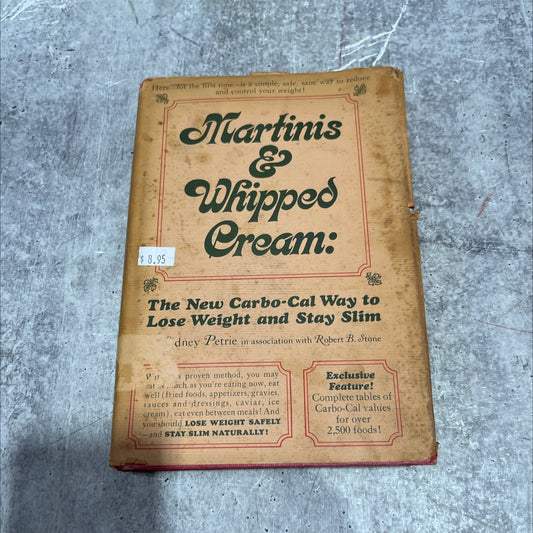 Here—for the first time—is a simple, safe, sane way to reduce
and control your weight!
Martinis
&
Whipped
Cream:
$ 8.95
The New Carbo-Cal Way to
Lose Weight and Stay Slim
dney Petrie in association with Robert B. Stone
proven method, you may
much as you're eating now, eat
well (fried foods, appetizers, gravies,
sauces and dressings, caviar, ice
cream), eat even between meals! And
you should LOSE WEIGHT SAFELY
—and STAY SLIM NATURALLY!
Exclusive
Feature!
Complete tables of
Carbo-Cal values
for over
2,500 foods!